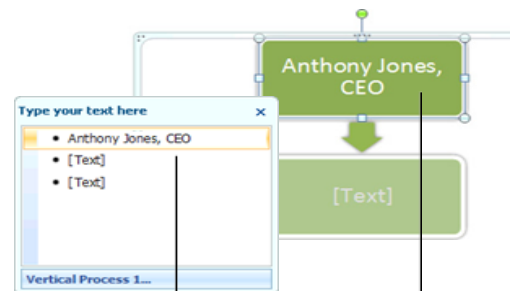 Anthony Jones,
CEO
Type your text here
x
• Anthony Jones, CEO
• [Text]
• [Text]
[Text]
Vertical Process 1...